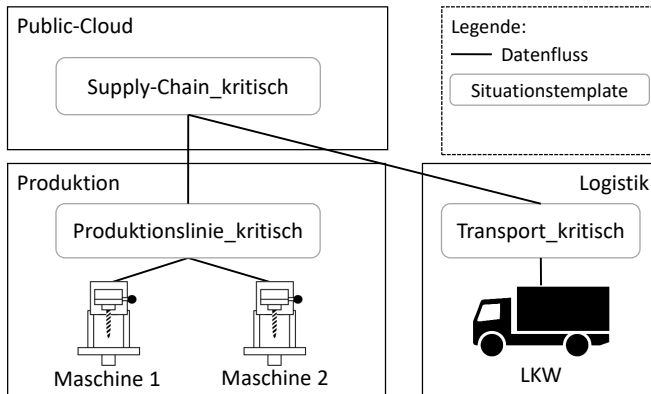 Public-Cloud
Supply-Chain_kritisch
Legende:
Datenfluss
Situationstemplate
Produktion
Produktionslinie_kritisch
Maschine 1
Maschine 2
Logistik
Transport_kritisch
LKW